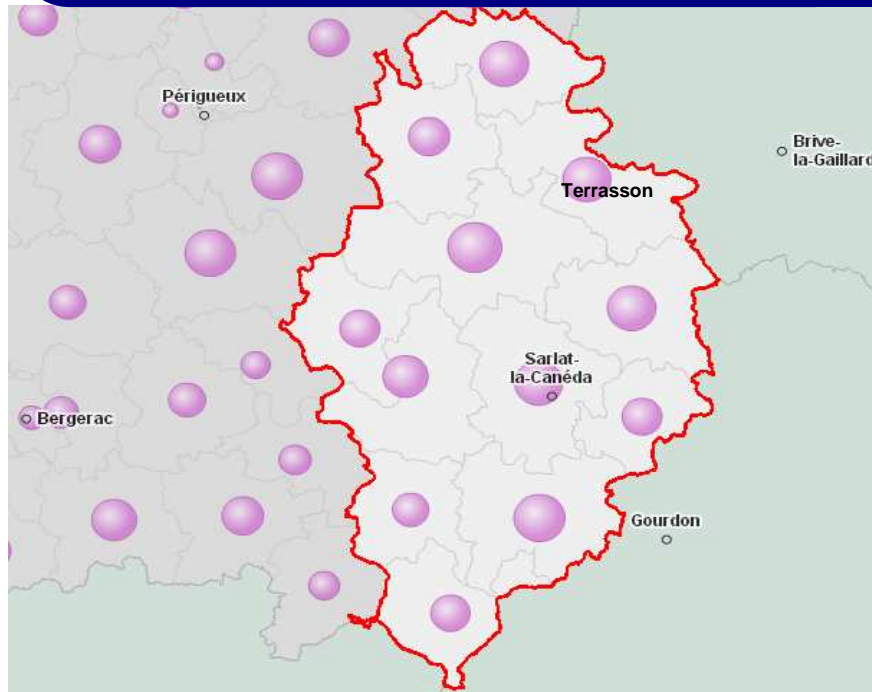 Périgueux
Brive-
la-Gaillard
Terrasson
Sarlat-
la-Canéda
Bergerac
Gourdon